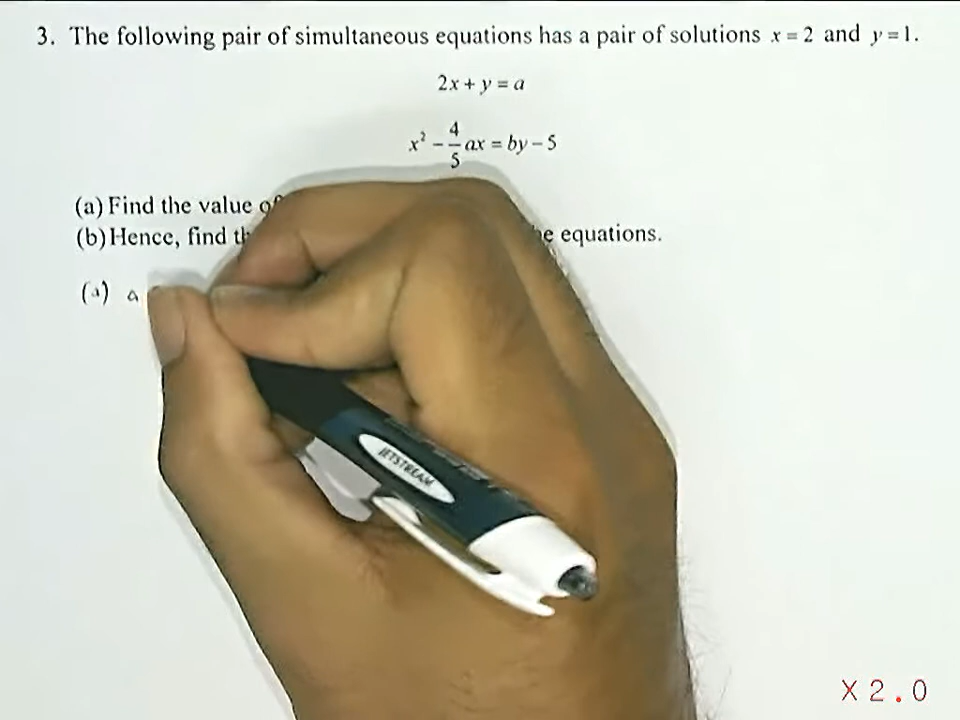 3. The following pair of simultaneous equations has a pair of solutions x = 2 and y = 1.
2x + y = a
x² − 4/5 ax = by − 5
(a) Find the value
(b) Hence, find equations.
(a) a
JETSTREAM
X 2.0